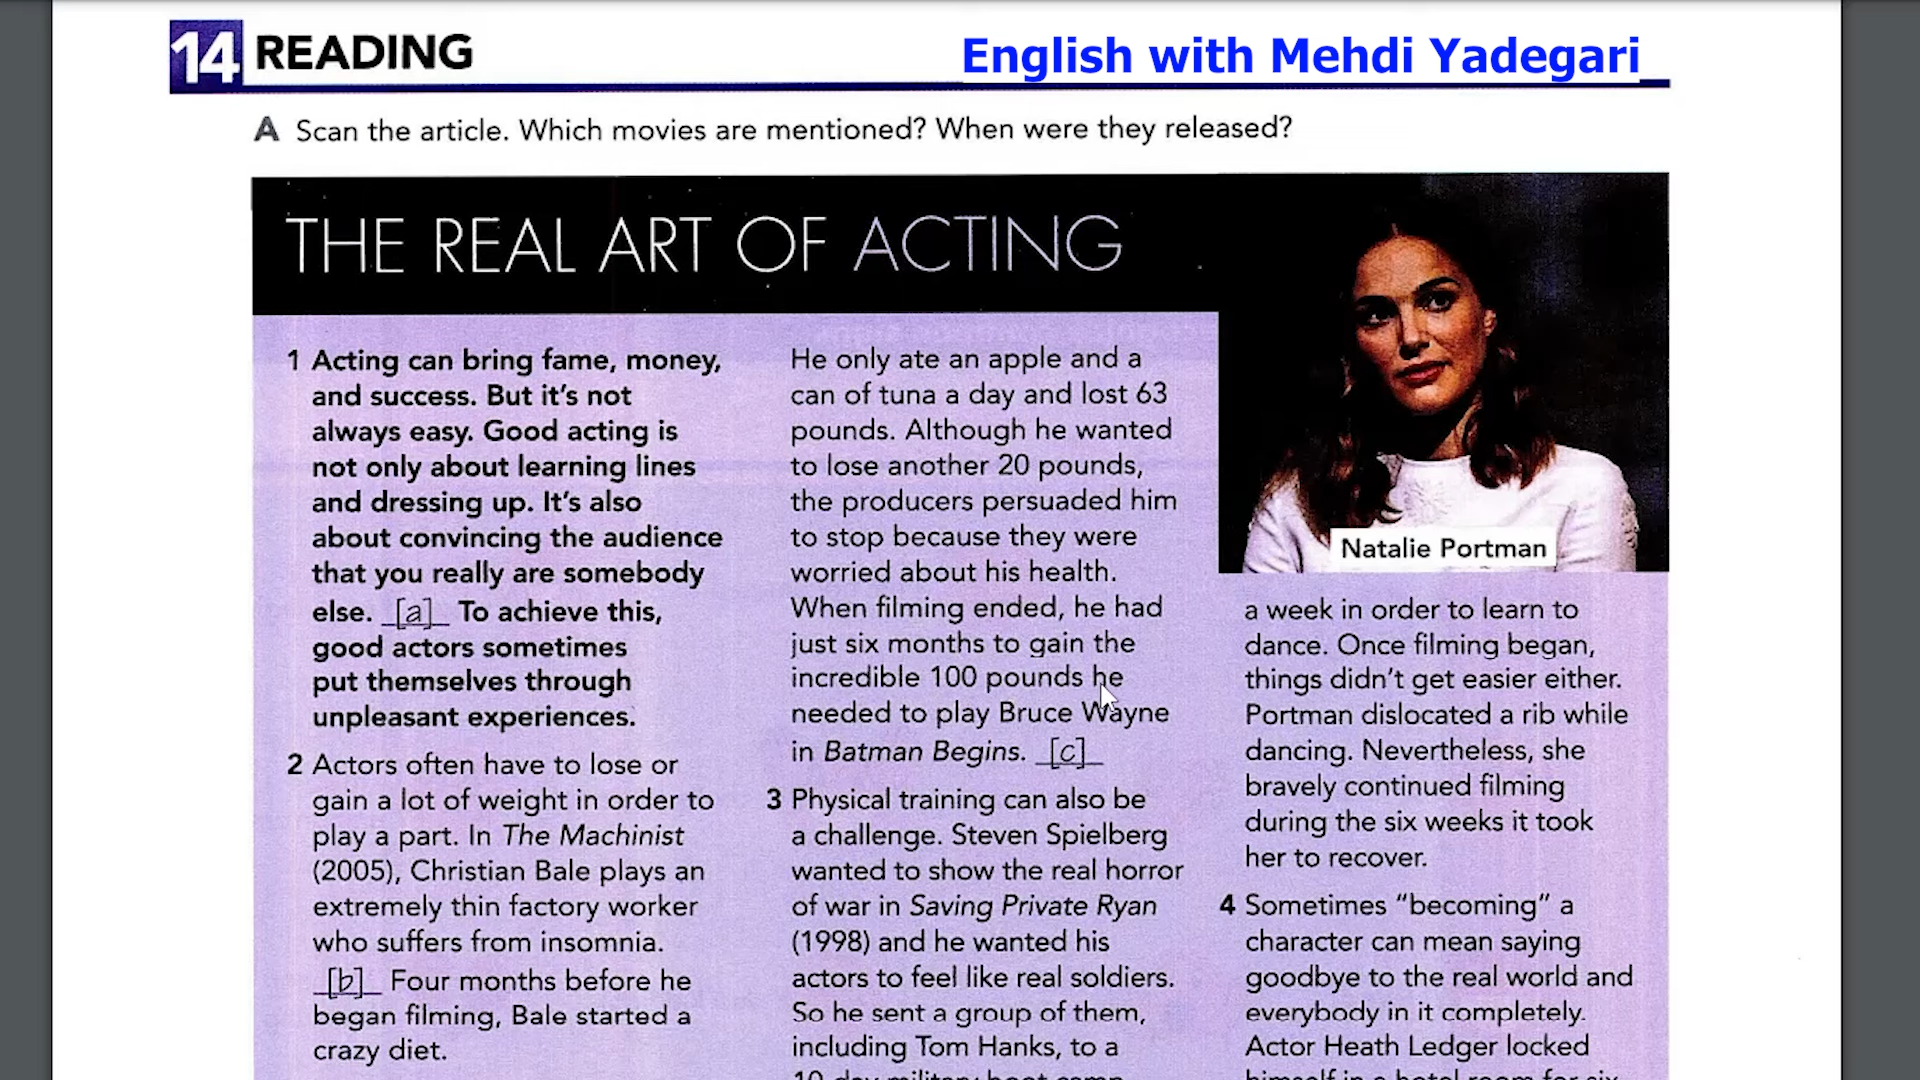 14 READING
English with Mehdi Yadegari
A Scan the article. Which movies are mentioned? When were they released?
THE REAL ART OF ACTING
1 Acting can bring fame, money,
and success. But it's not
always easy. Good acting is
not only about learning lines
and dressing up. It's also
about convincing the audience
that you really are somebody
else. [a] To achieve this,
good actors sometimes
put themselves through
unpleasant experiences.
2 Actors often have to lose or
gain a lot of weight in order to
play a part. In The Machinist
(2005), Christian Bale plays an
extremely thin factory worker
who suffers from insomnia.
[b] Four months before he
began filming, Bale started a
crazy diet.
He only ate an apple and a
can of tuna a day and lost 63
pounds. Although he wanted
to lose another 20 pounds,
the producers persuaded him
to stop because they were
worried about his health.
When filming ended, he had
just six months to gain the
incredible 100 pounds he
needed to play Bruce Wayne
in Batman Begins. [c]
3 Physical training can also be
a challenge. Steven Spielberg
wanted to show the real horror
of war in Saving Private Ryan
(1998) and he wanted his
actors to feel like real soldiers.
So he sent a group of them,
including Tom Hanks, to a
10-day military boot camp
Natalie Portman
a week in order to learn to
dance. Once filming began,
things didn't get easier either.
Portman dislocated a rib while
dancing. Nevertheless, she
bravely continued filming
during the six weeks it took
her to recover.
4 Sometimes "becoming" a
character can mean saying
goodbye to the real world and
everybody in it completely.
Actor Heath Ledger locked
himself in a hotel room for six